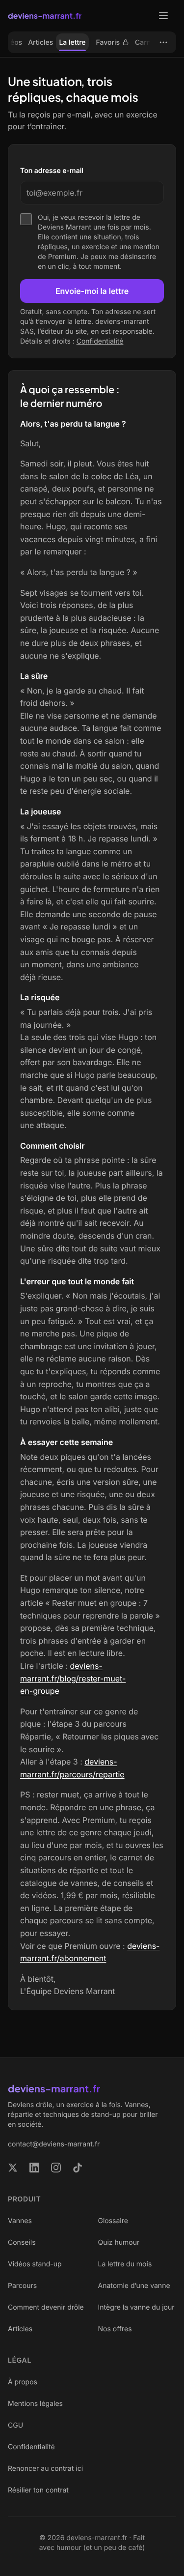 deviens-marrant.fr
Articles
La lettre
Favoris
Une situation, trois
répliques, chaque mois
Tu la reçois par e-mail, avec un exercice
pour t'entraîner.
Ton adresse e-mail
toi@exemple.fr
Oui, je veux recevoir la lettre de
Deviens Marrant une fois par mois.
Elle contient une situation, trois
répliques, un exercice et une mention
de Premium. Je peux me désinscrire
en un clic, à tout moment.
Envoie-moi la lettre
Gratuit, sans compter. Ton adresse ne sert
qu'à t'envoyer la lettre. deviens-marrant
SAS, l'éditeur du site, en est responsable.
Détails et droits : Confidentialité
À quoi ça ressemble :
le dernier numéro
Alors, t'as perdu ta langue ?
Salut,
Samedi soir, il pleut. Vous êtes huit
dans le salon de la coloc de Léa, un
canapé, deux poufs, et personne ne
peut s'échapper sur le balcon. Tu n'as
presque rien dit depuis une demi-
heure. Hugo, qui raconte ses
vacances depuis vingt minutes, a fini
par le remarquer :
« Alors, t'as perdu ta langue ? »
Sept visages se tournent vers toi.
Voici trois réponses, de la plus
prudente à la plus audacieuse : la
sûre, la joueuse et la risquée. Aucune
ne dure plus de deux phrases, et
aucune ne s'explique.
La sûre
« Non, je la garde au chaud. Il fait
froid dehors. »
Elle ne vise personne et ne demande
aucune audace. Ta langue fait comme
tout le monde dans ce salon : elle
reste au chaud. À sortir quand tu
connais mal la moitié du salon, quand
Hugo a le ton un peu sec, ou quand il
te reste peu d'énergie sociale.
La joueuse
« J'ai essayé les objets trouvés, mais
ils ferment à 18 h. Je repasse lundi. »
Tu traites ta langue comme un
parapluie oublié dans le métro et tu
déroules la suite avec le sérieux d'un
guichet. L'heure de fermeture n'a rien
à faire là, et c'est elle qui fait sourire.
Elle demande une seconde de pause
avant « Je repasse lundi » et un
visage qui ne bouge pas. À réserver
aux amis que tu connais depuis
un moment, dans une ambiance
déjà rieuse.
La risquée
« Tu parlais déjà pour trois. J'ai pris
ma journée. »
La seule des trois qui vise Hugo : ton
silence devient un jour de congé,
offert par son bavardage. Elle ne
marche que si Hugo parle beaucoup,
le sait, et rit quand c'est lui qu'on
chambre. Devant quelqu'un de plus
susceptible, elle sonne comme
une attaque.
Comment choisir
Regarde où ta phrase pointe : la sûre
reste sur toi, la joueuse part ailleurs, la
risquée vise l'autre. Plus la phrase
s'éloigne de toi, plus elle prend de
risque, et plus il faut que l'autre ait
déjà montré qu'il sait recevoir. Au
moindre doute, descends d'un cran.
Une sûre dite tout de suite vaut mieux
qu'une risquée dite trop tard.
L'erreur que tout le monde fait
S'expliquer. « Non mais j'écoutais, j'ai
juste pas grand-chose à dire, je suis
un peu fatigué. » Tout est vrai, et ça
ne marche pas. Une pique de
chambrage est une invitation à jouer,
elle ne réclame aucune raison. Dès
que tu t'expliques, tu réponds comme
à un reproche, tu montres que ça a
touché, et le salon garde cette image.
Hugo n'attend pas ton alibi, juste que
tu renvoies la balle, même mollement.
À essayer cette semaine
Note deux piques qu'on t'a lancées
récemment, ou que tu redoutes. Pour
chacune, écris une version sûre, une
joueuse et une risquée, une ou deux
phrases chacune. Puis dis la sûre à
voix haute, seul, deux fois, sans te
presser. Elle sera prête pour la
prochaine fois. La joueuse viendra
quand la sûre ne te fera plus peur.
Et pour placer un mot avant qu'un
Hugo remarque ton silence, notre
article « Rester muet en groupe : 7
techniques pour reprendre la parole »
propose, dès sa première technique,
trois phrases d'entrée à garder en
poche. Il est en lecture libre.
Lire l'article : deviens-
marrant.fr/blog/rester-muet-
en-groupe
Pour t'entraîner sur ce genre de
pique : l'étape 3 du parcours
Répartie, « Retourner les piques avec
le sourire ».
Aller à l'étape 3 : deviens-
marrant.fr/parcours/repartie
PS : rester muet, ça arrive à tout le
monde. Répondre en une phrase, ça
s'apprend. Avec Premium, tu reçois
une lettre de ce genre chaque jeudi,
au lieu d'une par mois, et tu ouvres les
cinq parcours en entier, le carnet de
situations de répartie et tout le
catalogue de vannes, de conseils et
de vidéos. 1,99 € par mois, résiliable
en ligne. La première étape de
chaque parcours se lit sans compte,
pour essayer.
Voir ce que Premium ouvre : deviens-
marrant.fr/abonnement
À bientôt,
L'Équipe Deviens Marrant
deviens-marrant.fr
Deviens drôle, un exercice à la fois. Vannes,
répartie et techniques de stand-up pour briller
en société.
contact@deviens-marrant.fr
PRODUIT
Vannes
Glossaire
Conseils
Quiz humour
Vidéos stand-up
La lettre du mois
Parcours
Anatomie d'une vanne
Comment devenir drôle
Intègre la vanne du jour
Articles
Nos offres
LÉGAL
À propos
Mentions légales
CGU
Confidentialité
Renoncer au contrat ici
Résilier ton contrat
© 2026 deviens-marrant.fr · Fait
avec humour (et un peu de café)